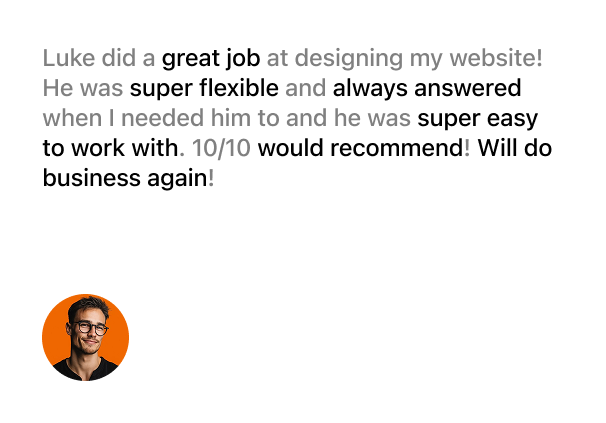 Luke did a great job at designing my website!
He was super flexible and always answered
when I needed him to and he was super easy
to work with. 10/10 would recommend! Will do
business again!